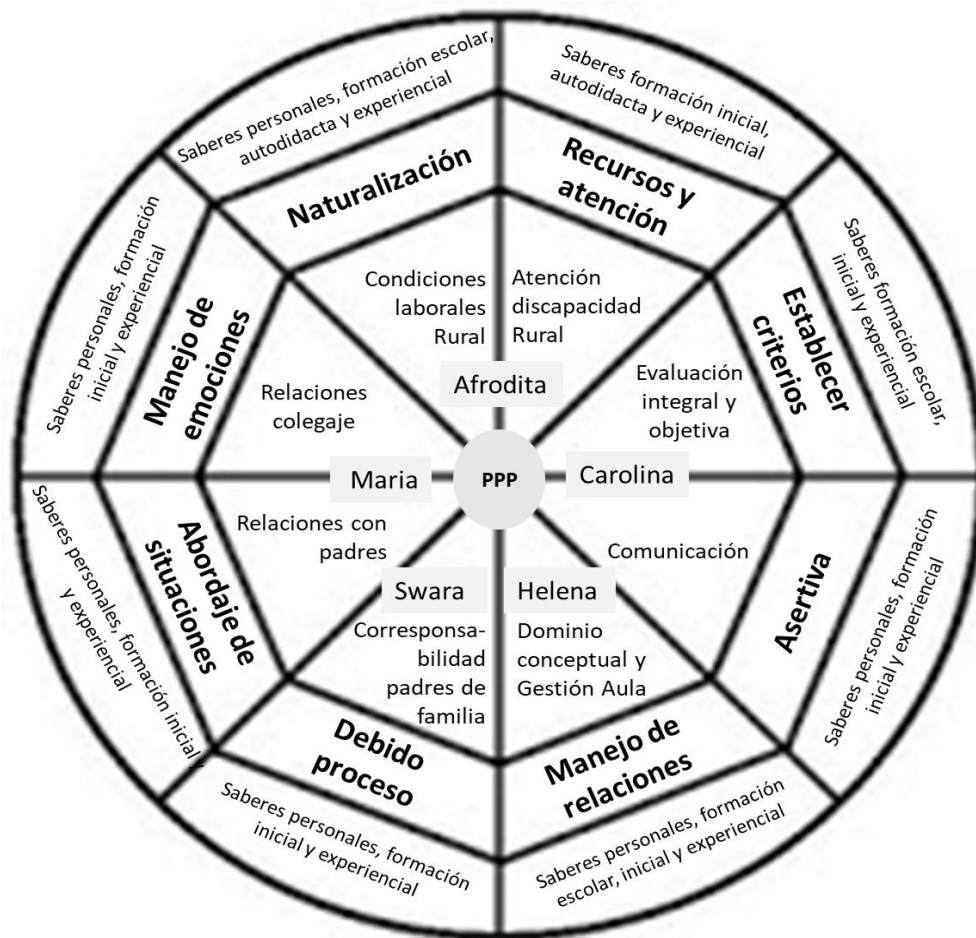 Saberes personales, formación escolar,
autodidacta y experiencial
Naturalización
Condiciones
laborales
Rural
Saberes formación inicial,
autodidacta y experiencial
Recursos y
atención
Atención
discapacidad
Rural
Afrodita
Saberes formación escolar,
inicial y experiencial
Establecer
criterios
Evaluación
integral y
objetiva
Carolina
Saberes personales, formación
inicial y experiencial
Asertiva
Comunicación
Saberes personales, formación
escolar, inicial y experiencial
Manejo de
relaciones
Helena
Dominio
conceptual y
Gestión Aula
Saberes personales, formación
inicial y experiencial
Debido
proceso
Swara
Corresponsa-
bilidad
padres de
familia
Saberes personales, formación inicial y
y experiencial
Abordaje de
situaciones
Relaciones con
padres
Maria
Saberes personales, formación
inicial y experiencial
Manejo de
emociones
Relaciones
colegaje
PPP